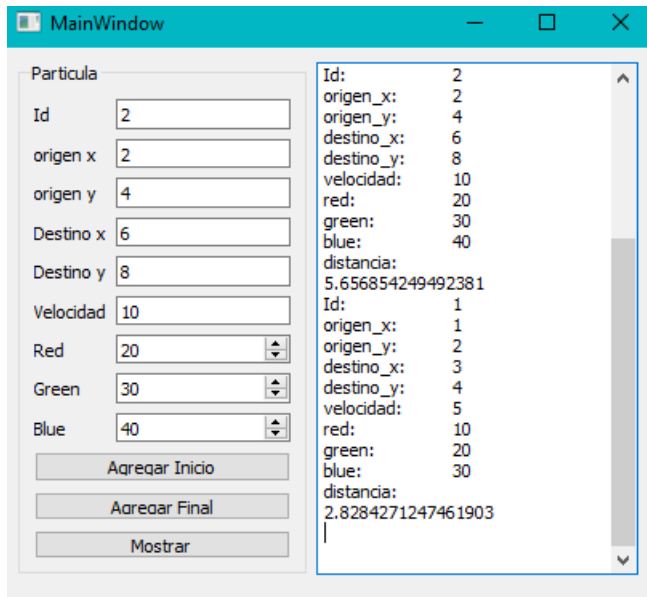 MainWindow
Particula
Id 2
origen x 2
origen y 4
Destino x 6
Destino y 8
Velocidad 10
Red 20
Green 30
Blue 40
Agregar Inicio
Agregar Final
Mostrar
Id: 2
origen_x: 2
origen_y: 4
destino_x: 6
destino_y: 8
velocidad: 10
red: 20
green: 30
blue: 40
distancia:
5.656854249492381
Id: 1
origen_x: 1
origen_y: 2
destino_x: 3
destino_y: 4
velocidad: 5
red: 10
green: 20
blue: 30
distancia:
2.8284271247461903